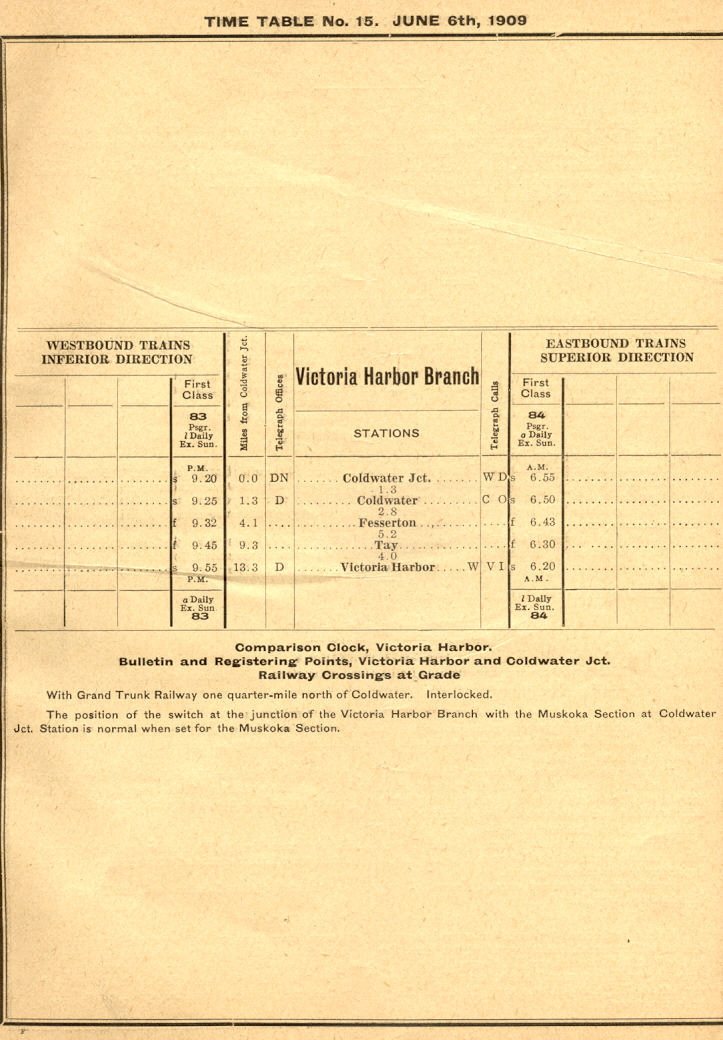 TIME TABLE No. 15. JUNE 6th, 1909
WESTBOUND TRAINS
INFERIOR DIRECTION
Miles from Coldwater Jct.
Telegraph Offices
Victoria Harbor Branch
STATIONS
Telegraph Calls
EASTBOUND TRAINS
SUPERIOR DIRECTION
First
Class
83
Psgr.
l Daily
Ex. Sun.
First
Class
84
Psgr.
a Daily
Ex. Sun.
P.M. A.M.
s 9.20 0.0 DN ....... Coldwater Jct. ....... W D s 6.55
1.3
s 9.25 1.3 D ......... Coldwater ......... C O s 6.50
2.8
f 9.32 4.1 .... ......... Fesserton ......... .... f 6.43
5.2
f 9.45 9.3 .... ............ Tay ............ .... f 6.30
4.0
s 9.55 13.3 D ....... Victoria Harbor.....W V I s 6.20
P.M. A.M.
a Daily
Ex. Sun
83
l Daily
Ex. Sun.
84
Comparison Clock, Victoria Harbor.
Bulletin and Registering Points, Victoria Harbor and Coldwater Jct.
Railway Crossings at Grade
With Grand Trunk Railway one quarter-mile north of Coldwater. Interlocked.
The position of the switch at the junction of the Victoria Harbor Branch with the Muskoka Section at Coldwater
Jct. Station is normal when set for the Muskoka Section.